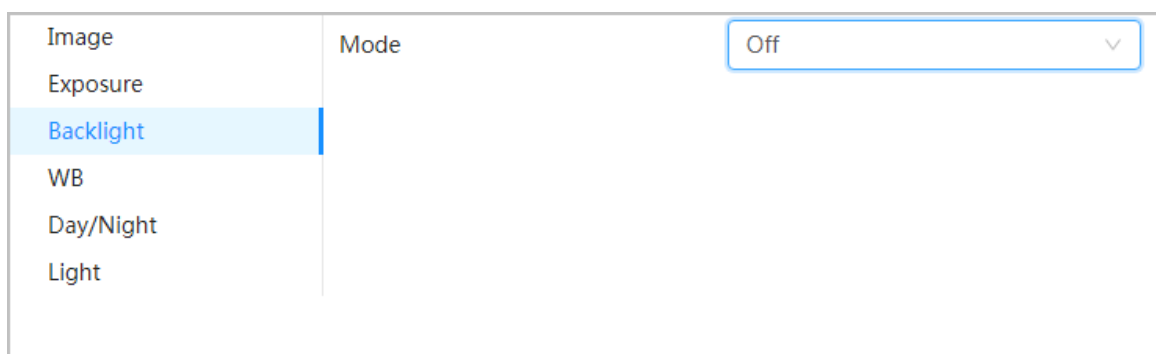 Image
Exposure
Backlight
WB
Day/Night
Light
Mode
Off